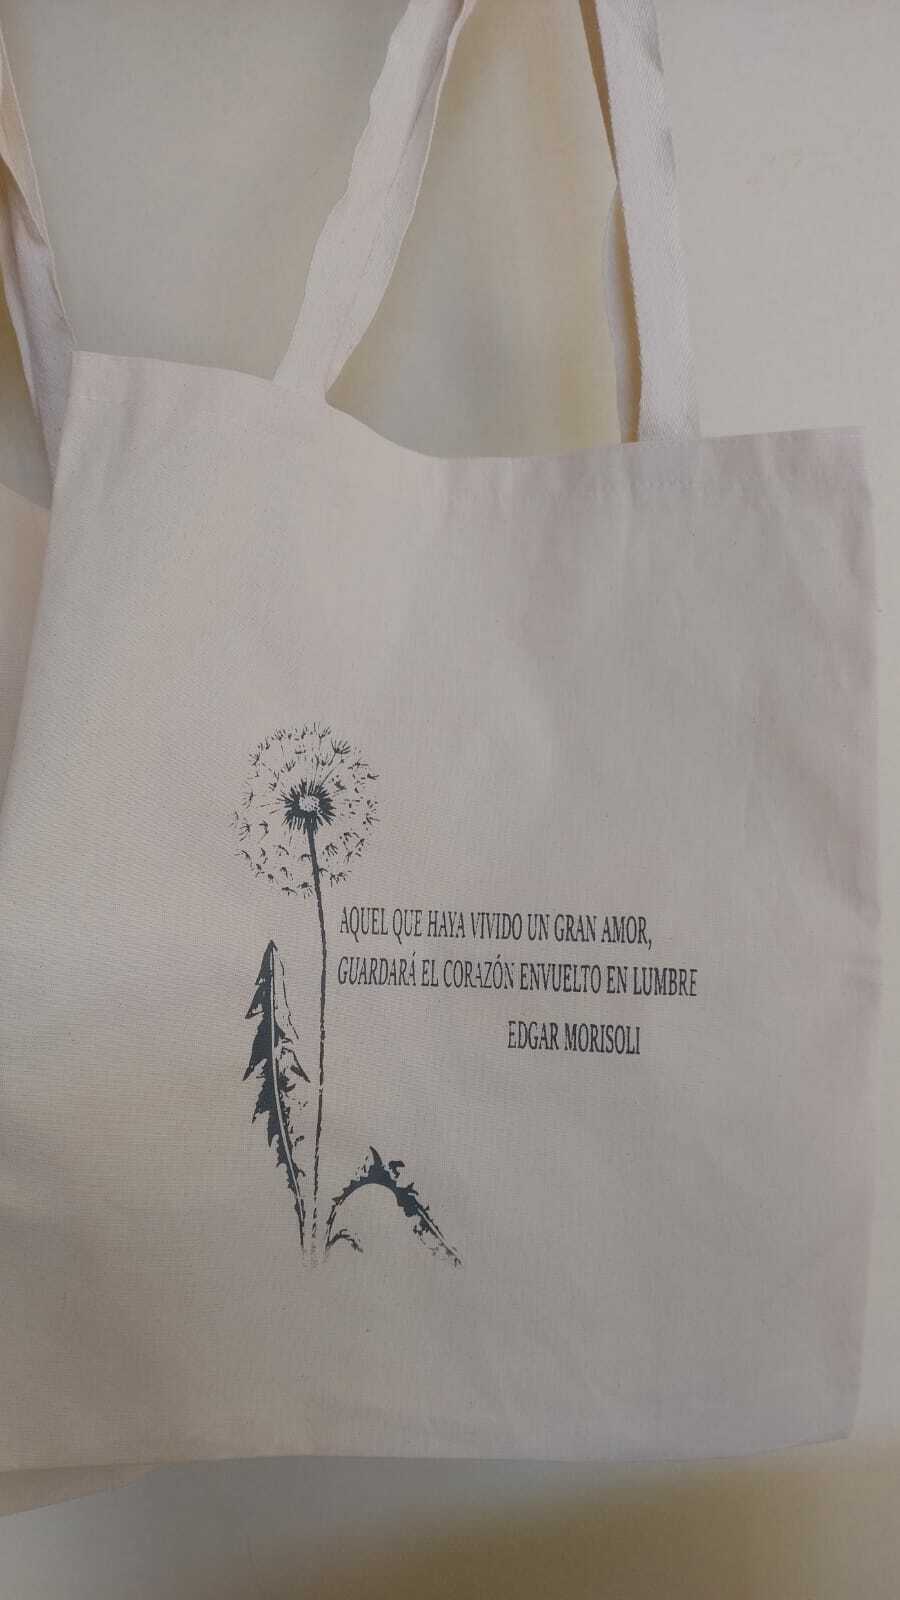 AQUEL QUE HAYA VIVIDO UN GRAN AMOR,
GUARDARÁ EL CORAZÓN ENVUELTO EN LUMBRE
EDGAR MORISOLI